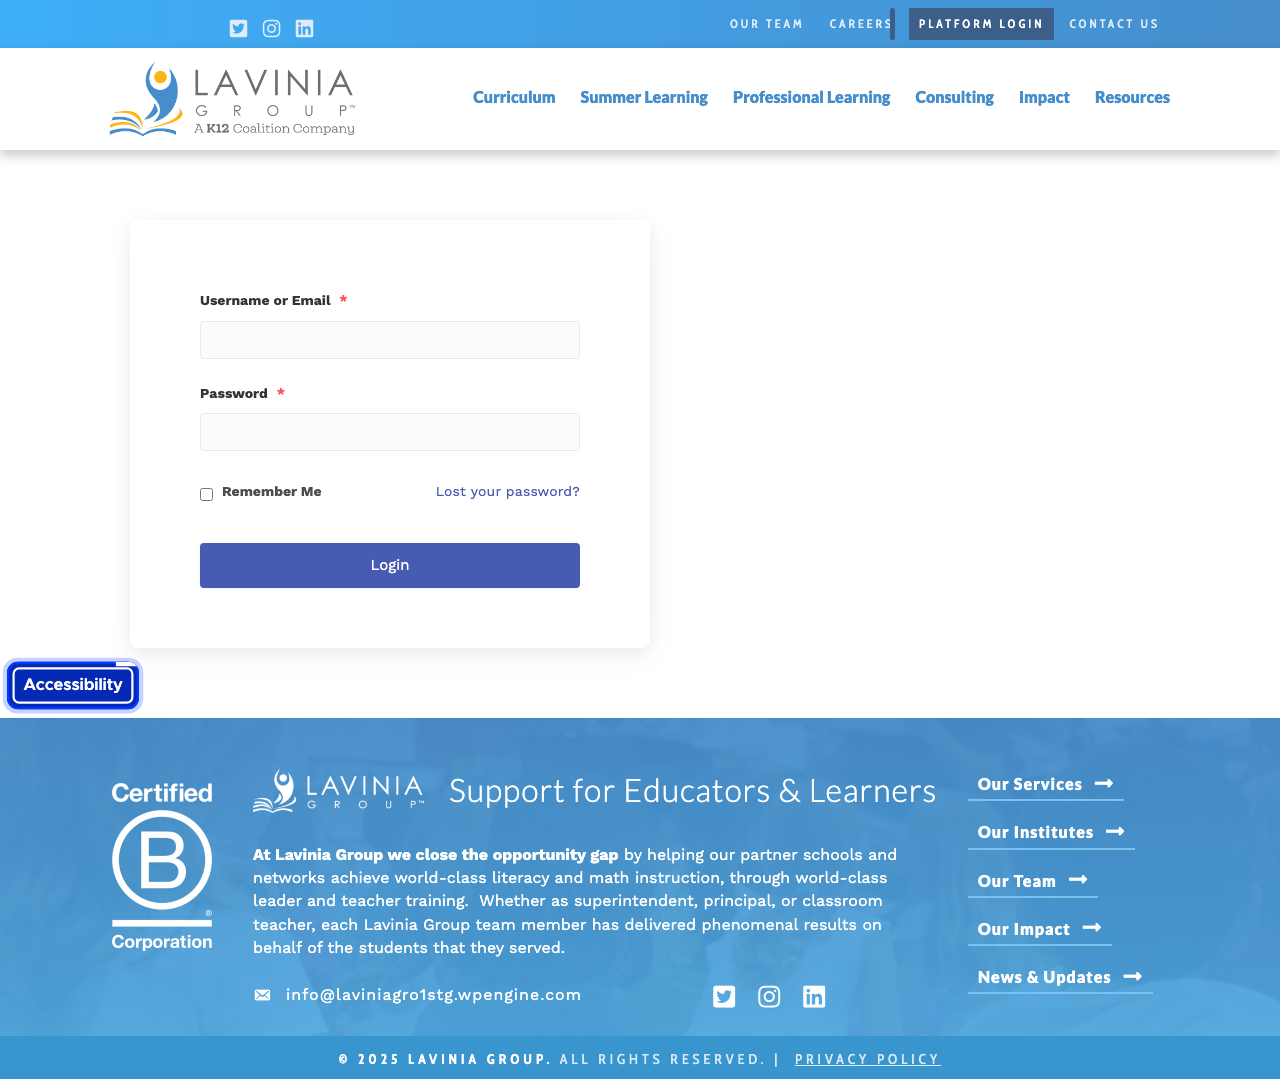 OUR TEAM CAREERS PLATFORM LOGIN CONTACT US
LAVINIA
GROUP™
A K12 Coalition Company
Curriculum Summer Learning Professional Learning Consulting Impact Resources
Username or Email *
Password *
Remember Me Lost your password?
Login
Accessibility
Certified
B
®
Corporation
LAVINIA
GROUP™
Support for Educators & Learners
At Lavinia Group we close the opportunity gap by helping our partner schools and
networks achieve world-class literacy and math instruction, through world-class
leader and teacher training. Whether as superintendent, principal, or classroom
teacher, each Lavinia Group team member has delivered phenomenal results on
behalf of the students that they served.
info@laviniagro1stg.wpengine.com
Our Services
Our Institutes
Our Team
Our Impact
News & Updates
© 2025 LAVINIA GROUP. ALL RIGHTS RESERVED. | PRIVACY POLICY